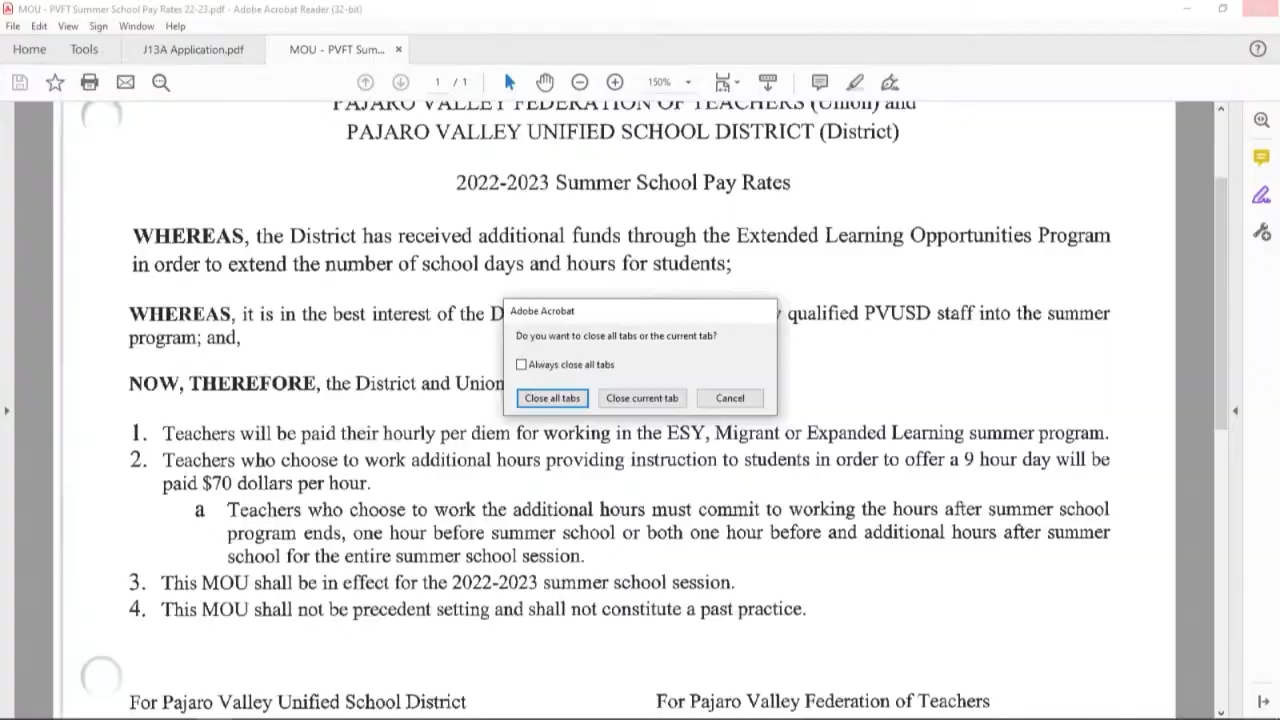 MOU - PVFT Summer School Pay Rates 22-23.pdf - Adobe Acrobat Reader (32-bit)
File Edit View Sign Window Help
Home Tools J13A Application.pdf MOU - PVFT Sum... ×
1 / 1 150%
PAJARO VALLEY FEDERATION OF TEACHERS (Union) and
PAJARO VALLEY UNIFIED SCHOOL DISTRICT (District)
2022-2023 Summer School Pay Rates
WHEREAS, the District has received additional funds through the Extended Learning Opportunities Program
in order to extend the number of school days and hours for students;
WHEREAS, it is in the best interest of the D qualified PVUSD staff into the summer
program; and,
NOW, THEREFORE, the District and Union
Adobe Acrobat
Do you want to close all tabs or the current tab?
Always close all tabs
Close all tabs Close current tab Cancel
1. Teachers will be paid their hourly per diem for working in the ESY, Migrant or Expanded Learning summer program.
2. Teachers who choose to work additional hours providing instruction to students in order to offer a 9 hour day will be
paid $70 dollars per hour.
a Teachers who choose to work the additional hours must commit to working the hours after summer school
program ends, one hour before summer school or both one hour before and additional hours after summer
school for the entire summer school session.
3. This MOU shall be in effect for the 2022-2023 summer school session.
4. This MOU shall not be precedent setting and shall not constitute a past practice.
For Pajaro Valley Unified School District For Pajaro Valley Federation of Teachers